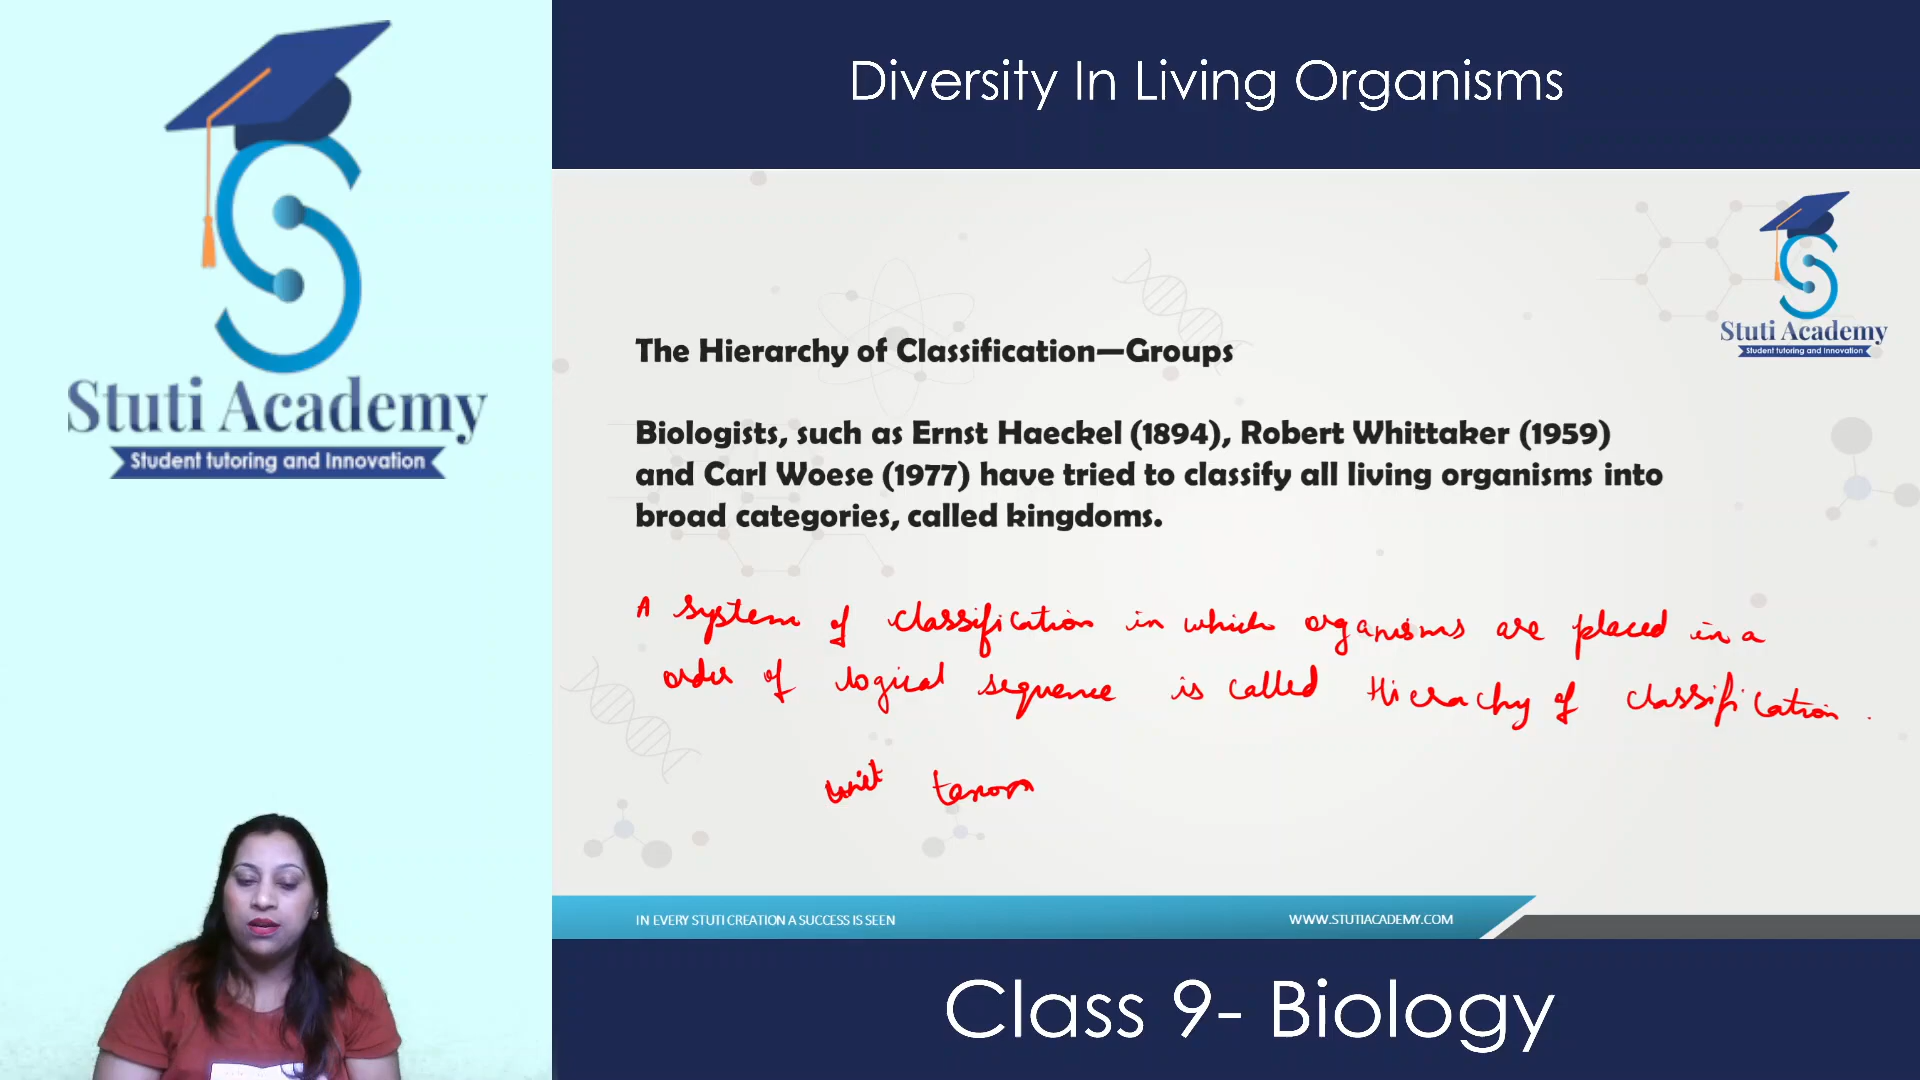 Stuti Academy
Student tutoring and Innovation
Diversity In Living Organisms
Stuti Academy
Student tutoring and Innovation
The Hierarchy of Classification—Groups
Biologists, such as Ernst Haeckel (1894), Robert Whittaker (1959)
and Carl Woese (1977) have tried to classify all living organisms into
broad categories, called kingdoms.
A system of classification in which organisms are placed in a
order of logical sequence is called Hierachy of classification.
unit
IN EVERY STUTI CREATION A SUCCESS IS SEEN
WWW.STUTIACADEMY.COM
Class 9- Biology